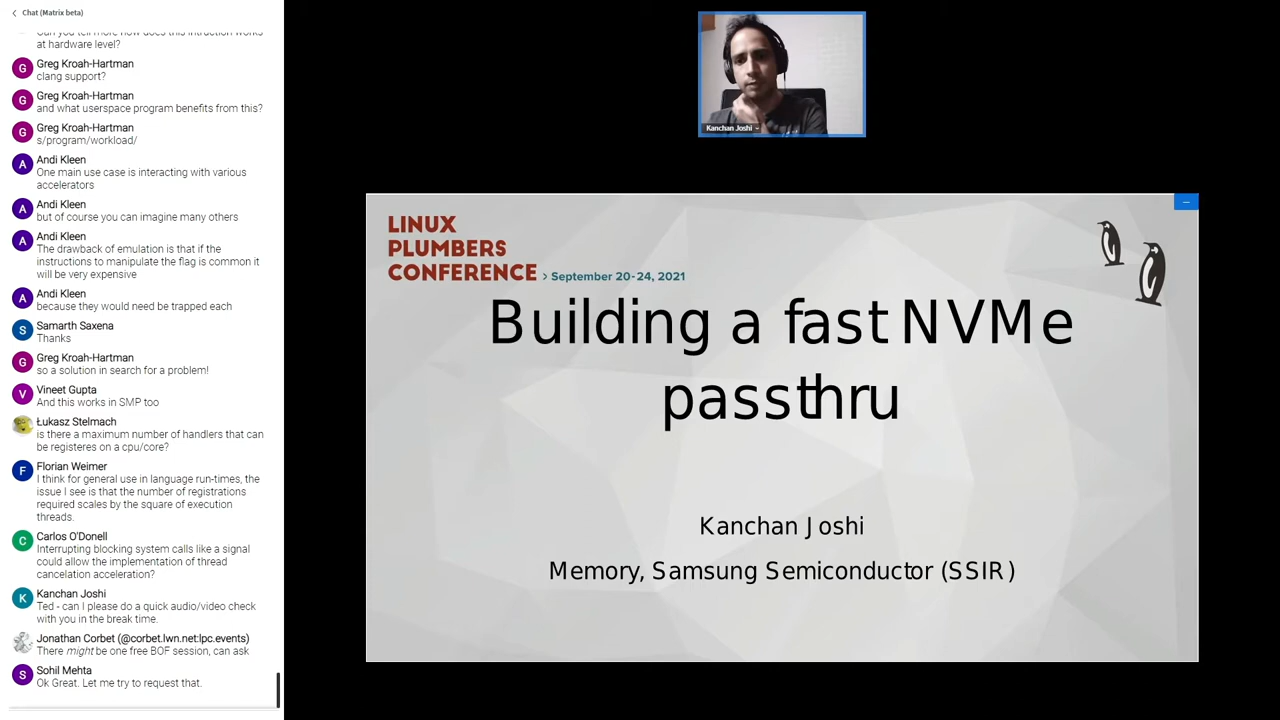 Chat (Matrix beta)
Can you tell more how does this intruction works
at hardware level?
G
Greg Kroah-Hartman
clang support?
G
Greg Kroah-Hartman
and what userspace program benefits from this?
G
Greg Kroah-Hartman
s/program/workload/
A
Andi Kleen
One main use case is interacting with various
accelerators
A
Andi Kleen
but of course you can imagine many others
A
Andi Kleen
The drawback of emulation is that if the
instructions to manipulate the flag is common it
will be very expensive
A
Andi Kleen
because they would need be trapped each
S
Samarth Saxena
Thanks
G
Greg Kroah-Hartman
so a solution in search for a problem!
V
Vineet Gupta
And this works in SMP too
Łukasz Stelmach
is there a maximum number of handlers that can
be registeres on a cpu/core?
F
Florian Weimer
I think for general use in language run-times, the
issue I see is that the number of registrations
required scales by the square of execution
threads.
C
Carlos O'Donell
Interrupting blocking system calls like a signal
could allow the implementation of thread
cancelation acceleration?
K
Kanchan Joshi
Ted - can I please do a quick audio/video check
with you in the break time.
Jonathan Corbet (@corbet.lwn.net:lpc.events)
There might be one free BOF session, can ask
S
Sohil Mehta
Ok Great. Let me try to request that.
Kanchan Joshi
LINUX
PLUMBERS
CONFERENCE > September 20-24, 2021
Building a fast NVMe
passthru
Kanchan Joshi
Memory, Samsung Semiconductor (SSIR)